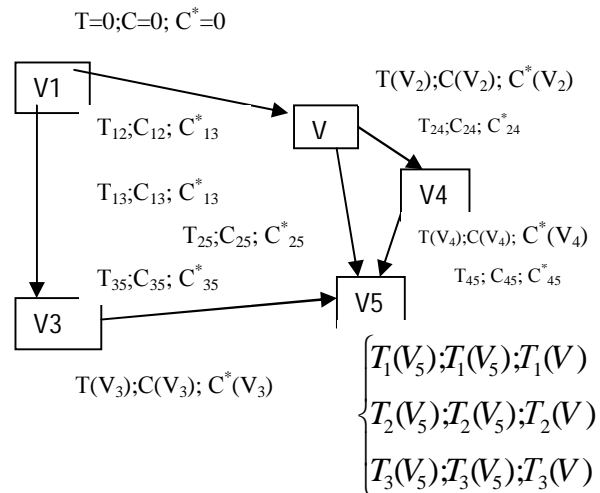 T=0;C=0; C*=0
V1
T(V₂);C(V₂); C*(V₂)
T₁₂;C₁₂; C*₁₃
V
T₂₄;C₂₄; C*₂₄
T₁₃;C₁₃; C*₁₃
V4
T₂₅;C₂₅; C*₂₅
T(V₄);C(V₄); C*(V₄)
T₃₅;C₃₅; C*₃₅
T₄₅; C₄₅; C*₄₅
V3
V5
T(V₃);C(V₃); C*(V₃)
T₁(V₅);T₁(V₅);T₁(V)
T₂(V₅);T₂(V₅);T₂(V)
T₃(V₅);T₃(V₅);T₃(V)